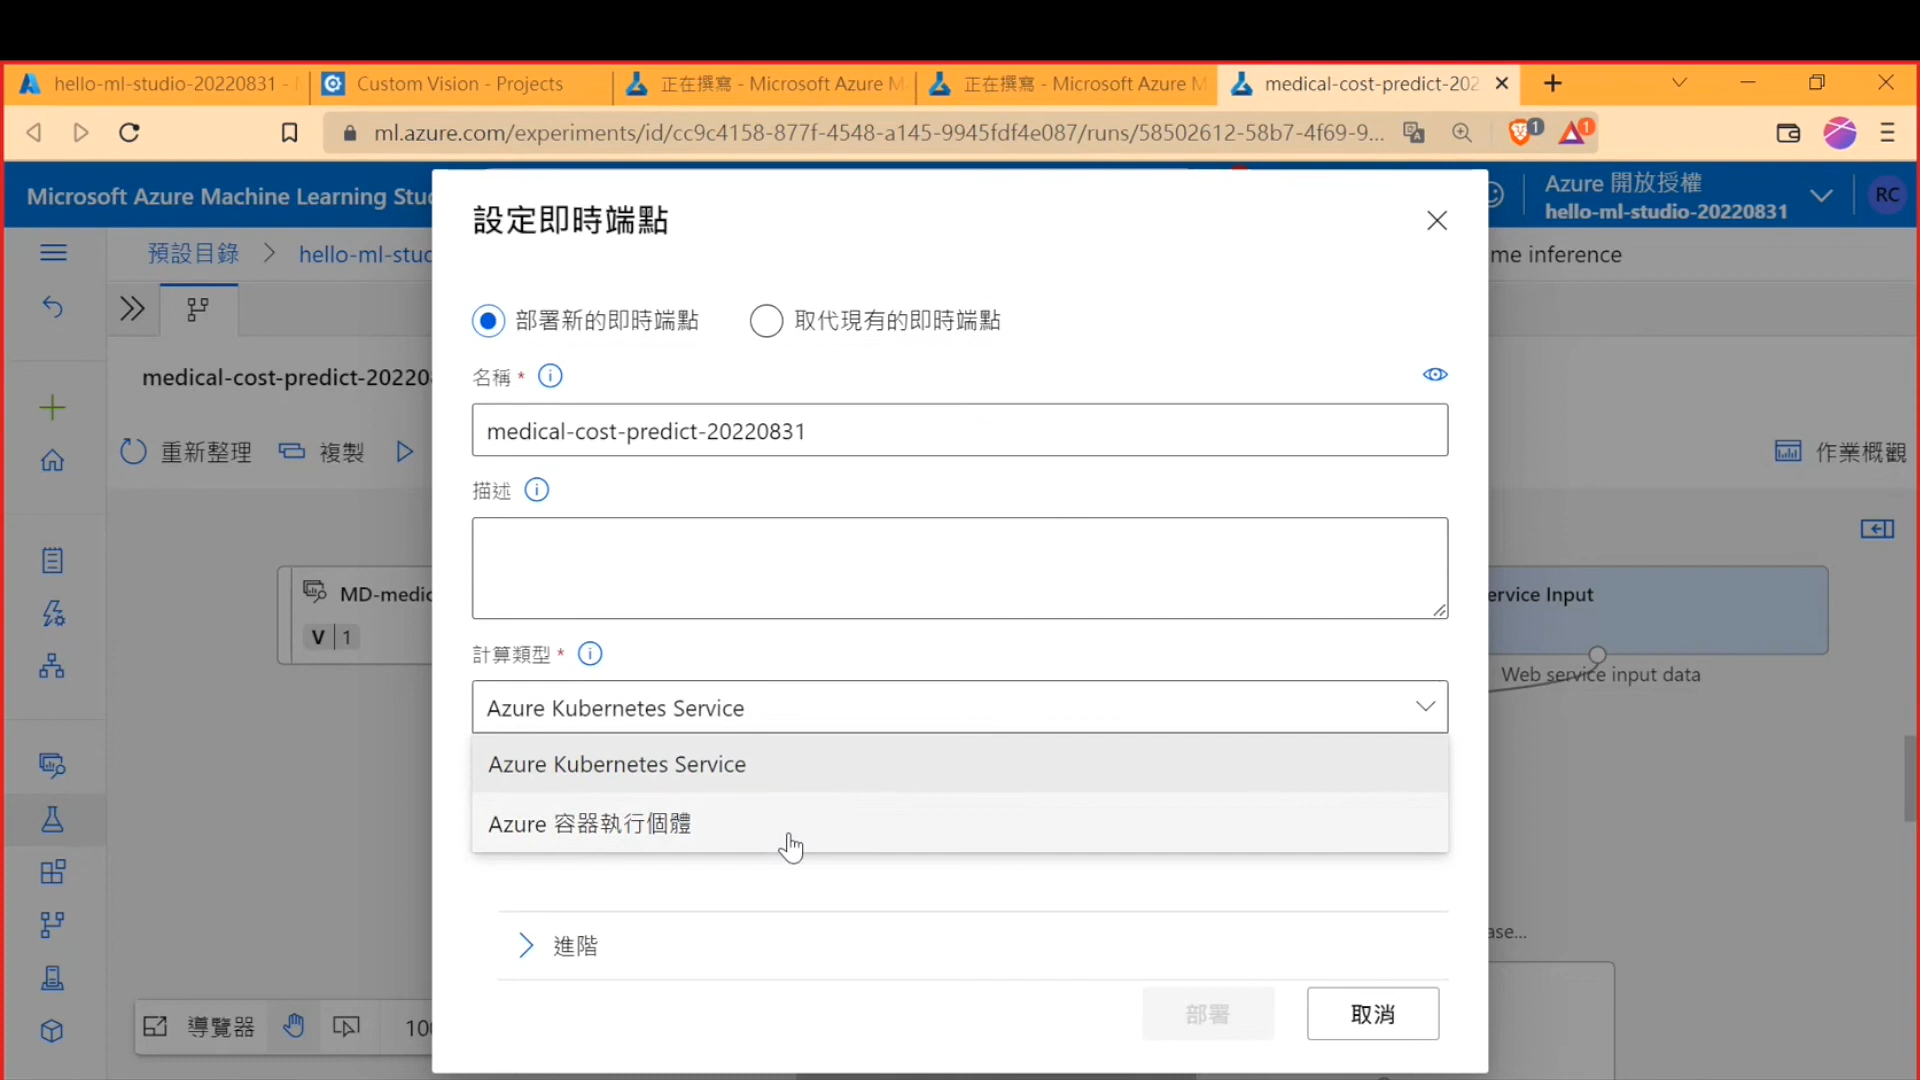 hello-ml-studio-20220831 -
Custom Vision - Projects
正在撰寫 - Microsoft Azure M
正在撰寫 - Microsoft Azure M
medical-cost-predict-202
ml.azure.com/experiments/id/cc9c4158-877f-4548-a145-9945fdf4e087/runs/58502612-58b7-4f69-9...
1
1
Microsoft Azure Machine Learning Stu
Azure 開放授權
hello-ml-studio-20220831
RC
預設目錄
hello-ml-stu
me inference
設定即時端點
部署新的即時端點
取代現有的即時端點
medical-cost-predict-20220
名稱 *
medical-cost-predict-20220831
重新整理
複製
作業概觀
描述
MD-medic
V 1
ervice Input
計算類型 *
Web service input data
Azure Kubernetes Service
Azure Kubernetes Service
Azure 容器執行個體
ase...
進階
部署
取消
導覽器